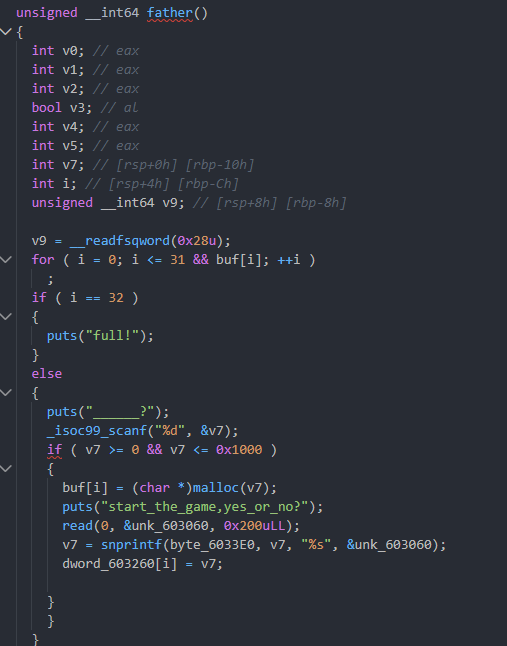 unsigned __int64 father()
{
int v0; // eax
int v1; // eax
int v2; // eax
bool v3; // al
int v4; // eax
int v5; // eax
int v7; // [rsp+0h] [rbp-10h]
int i; // [rsp+4h] [rbp-Ch]
unsigned __int64 v9; // [rsp+8h] [rbp-8h]
v9 = __readfsqword(0x28u);
for ( i = 0; i <= 31 && buf[i]; ++i )
;
if ( i == 32 )
{
puts("full!");
}
else
{
puts("______?");
_isoc99_scanf("%d", &v7);
if ( v7 >= 0 && v7 <= 0x1000 )
{
buf[i] = (char *)malloc(v7);
puts("start_the_game,yes_or_no?");
read(0, &unk_603060, 0x200uLL);
v7 = snprintf(byte_6033E0, v7, "%s", &unk_603060);
dword_603260[i] = v7;
}
}
}